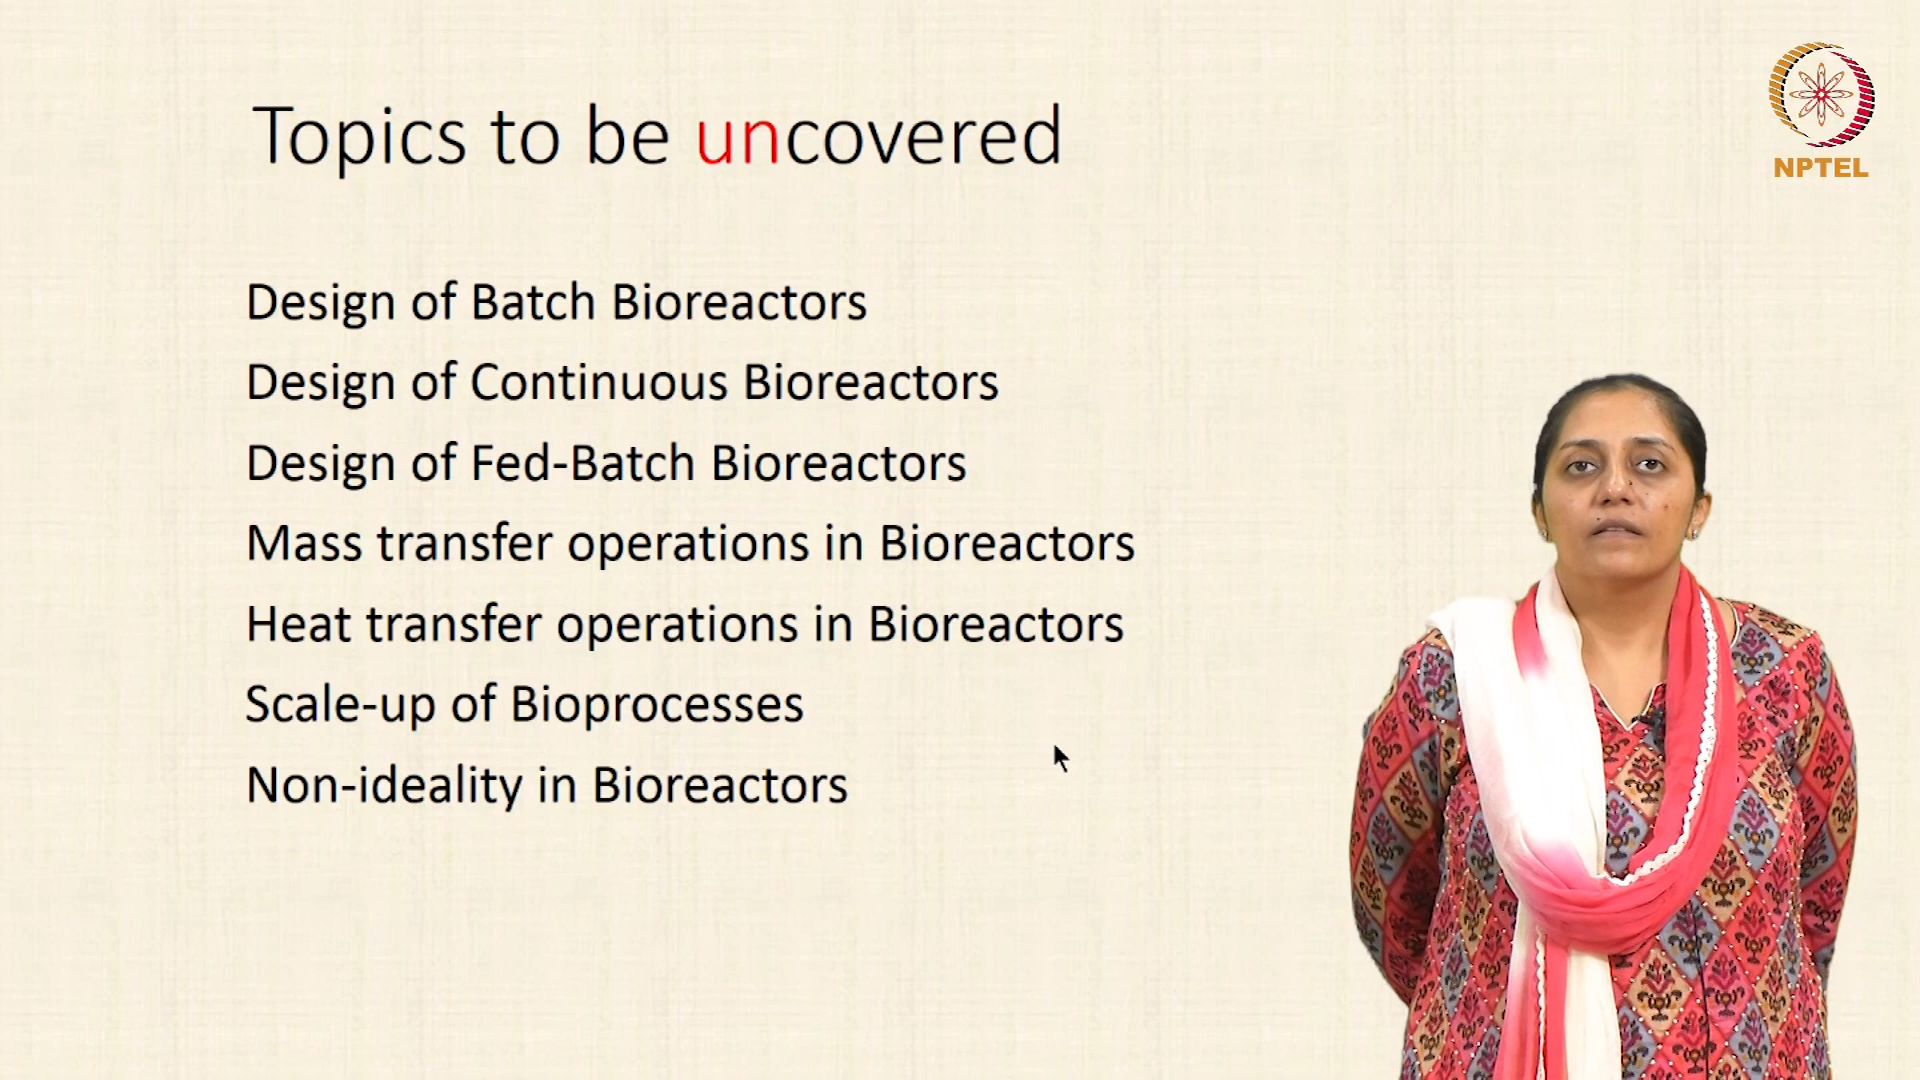 Topics to be uncovered
NPTEL
Design of Batch Bioreactors
Design of Continuous Bioreactors
Design of Fed-Batch Bioreactors
Mass transfer operations in Bioreactors
Heat transfer operations in Bioreactors
Scale-up of Bioprocesses
Non-ideality in Bioreactors